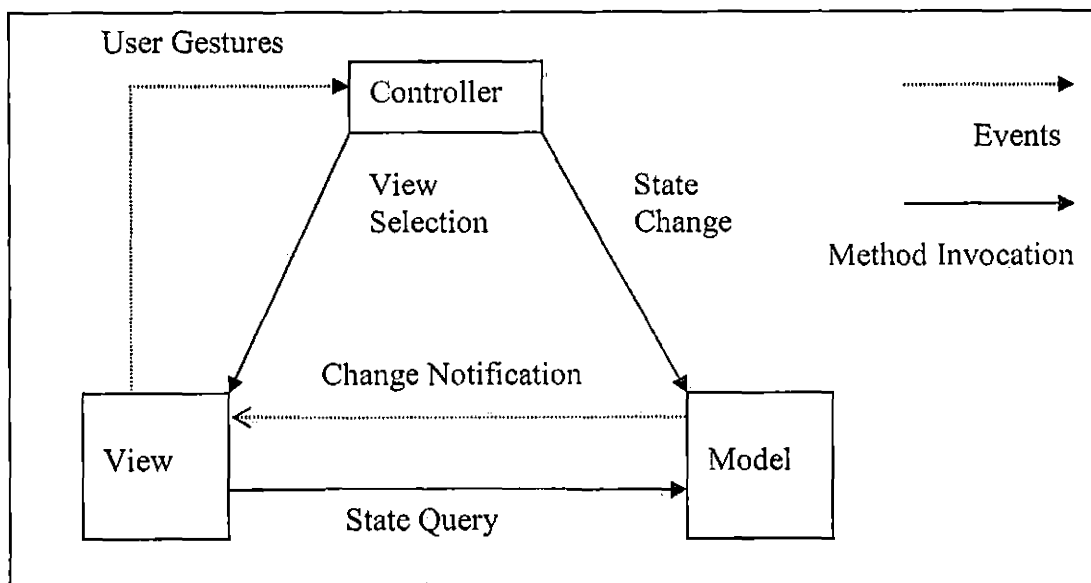 User Gestures
Controller
Events
View
Selection
State
Change
Method Invocation
Change Notification
View
Model
State Query